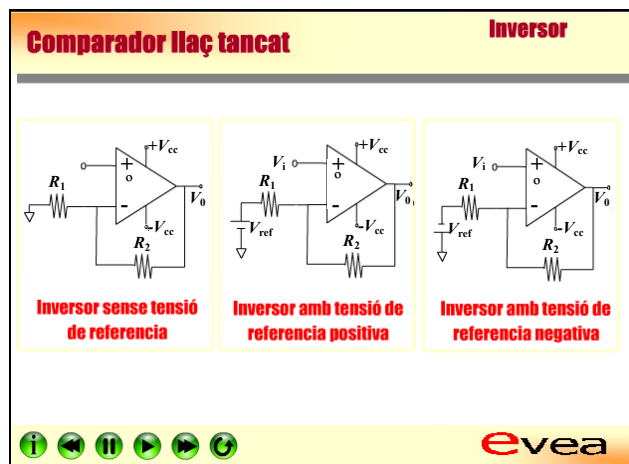 Comparador llaç tancat
Inversor
+
o
-
+Vcc
-Vcc
R1
R2
V0
Inversor sense tensió
de referencia
Vi
+
o
-
+Vcc
-Vcc
R1
R2
Vref
V0
Inversor amb tensió de
referencia positiva
Vi
+
o
-
+Vcc
-Vcc
R1
R2
Vref
V0
Inversor amb tensió de
referencia negativa
i
evea